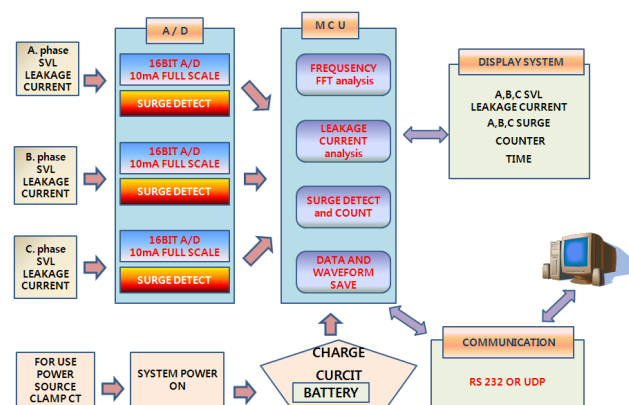 A / D
M C U
A. phase
SVL
LEAKAGE
CURRENT
16BIT A/D
10mA FULL SCALE
SURGE DETECT
B. phase
SVL
LEAKAGE
CURRENT
16BIT A/D
10mA FULL SCALE
SURGE DETECT
C. phase
SVL
LEAKAGE
CURRENT
16BIT A/D
10mA FULL SCALE
SURGE DETECT
FREQUSENCY
FFT analysis
LEAKAGE
CURRENT
analysis
SURGE DETECT
and COUNT
DATA AND
WAVEFORM
SAVE
DISPLAY SYSTEM
A,B,C SVL
LEAKAGE CURRENT
A,B,C SURGE
COUNTER
TIME
FOR USE
POWER
SOURCE
CLAMP CT
SYSTEM POWER
ON
CHARGE
CURCIT
BATTERY
COMMUNICATION
RS 232 OR UDP